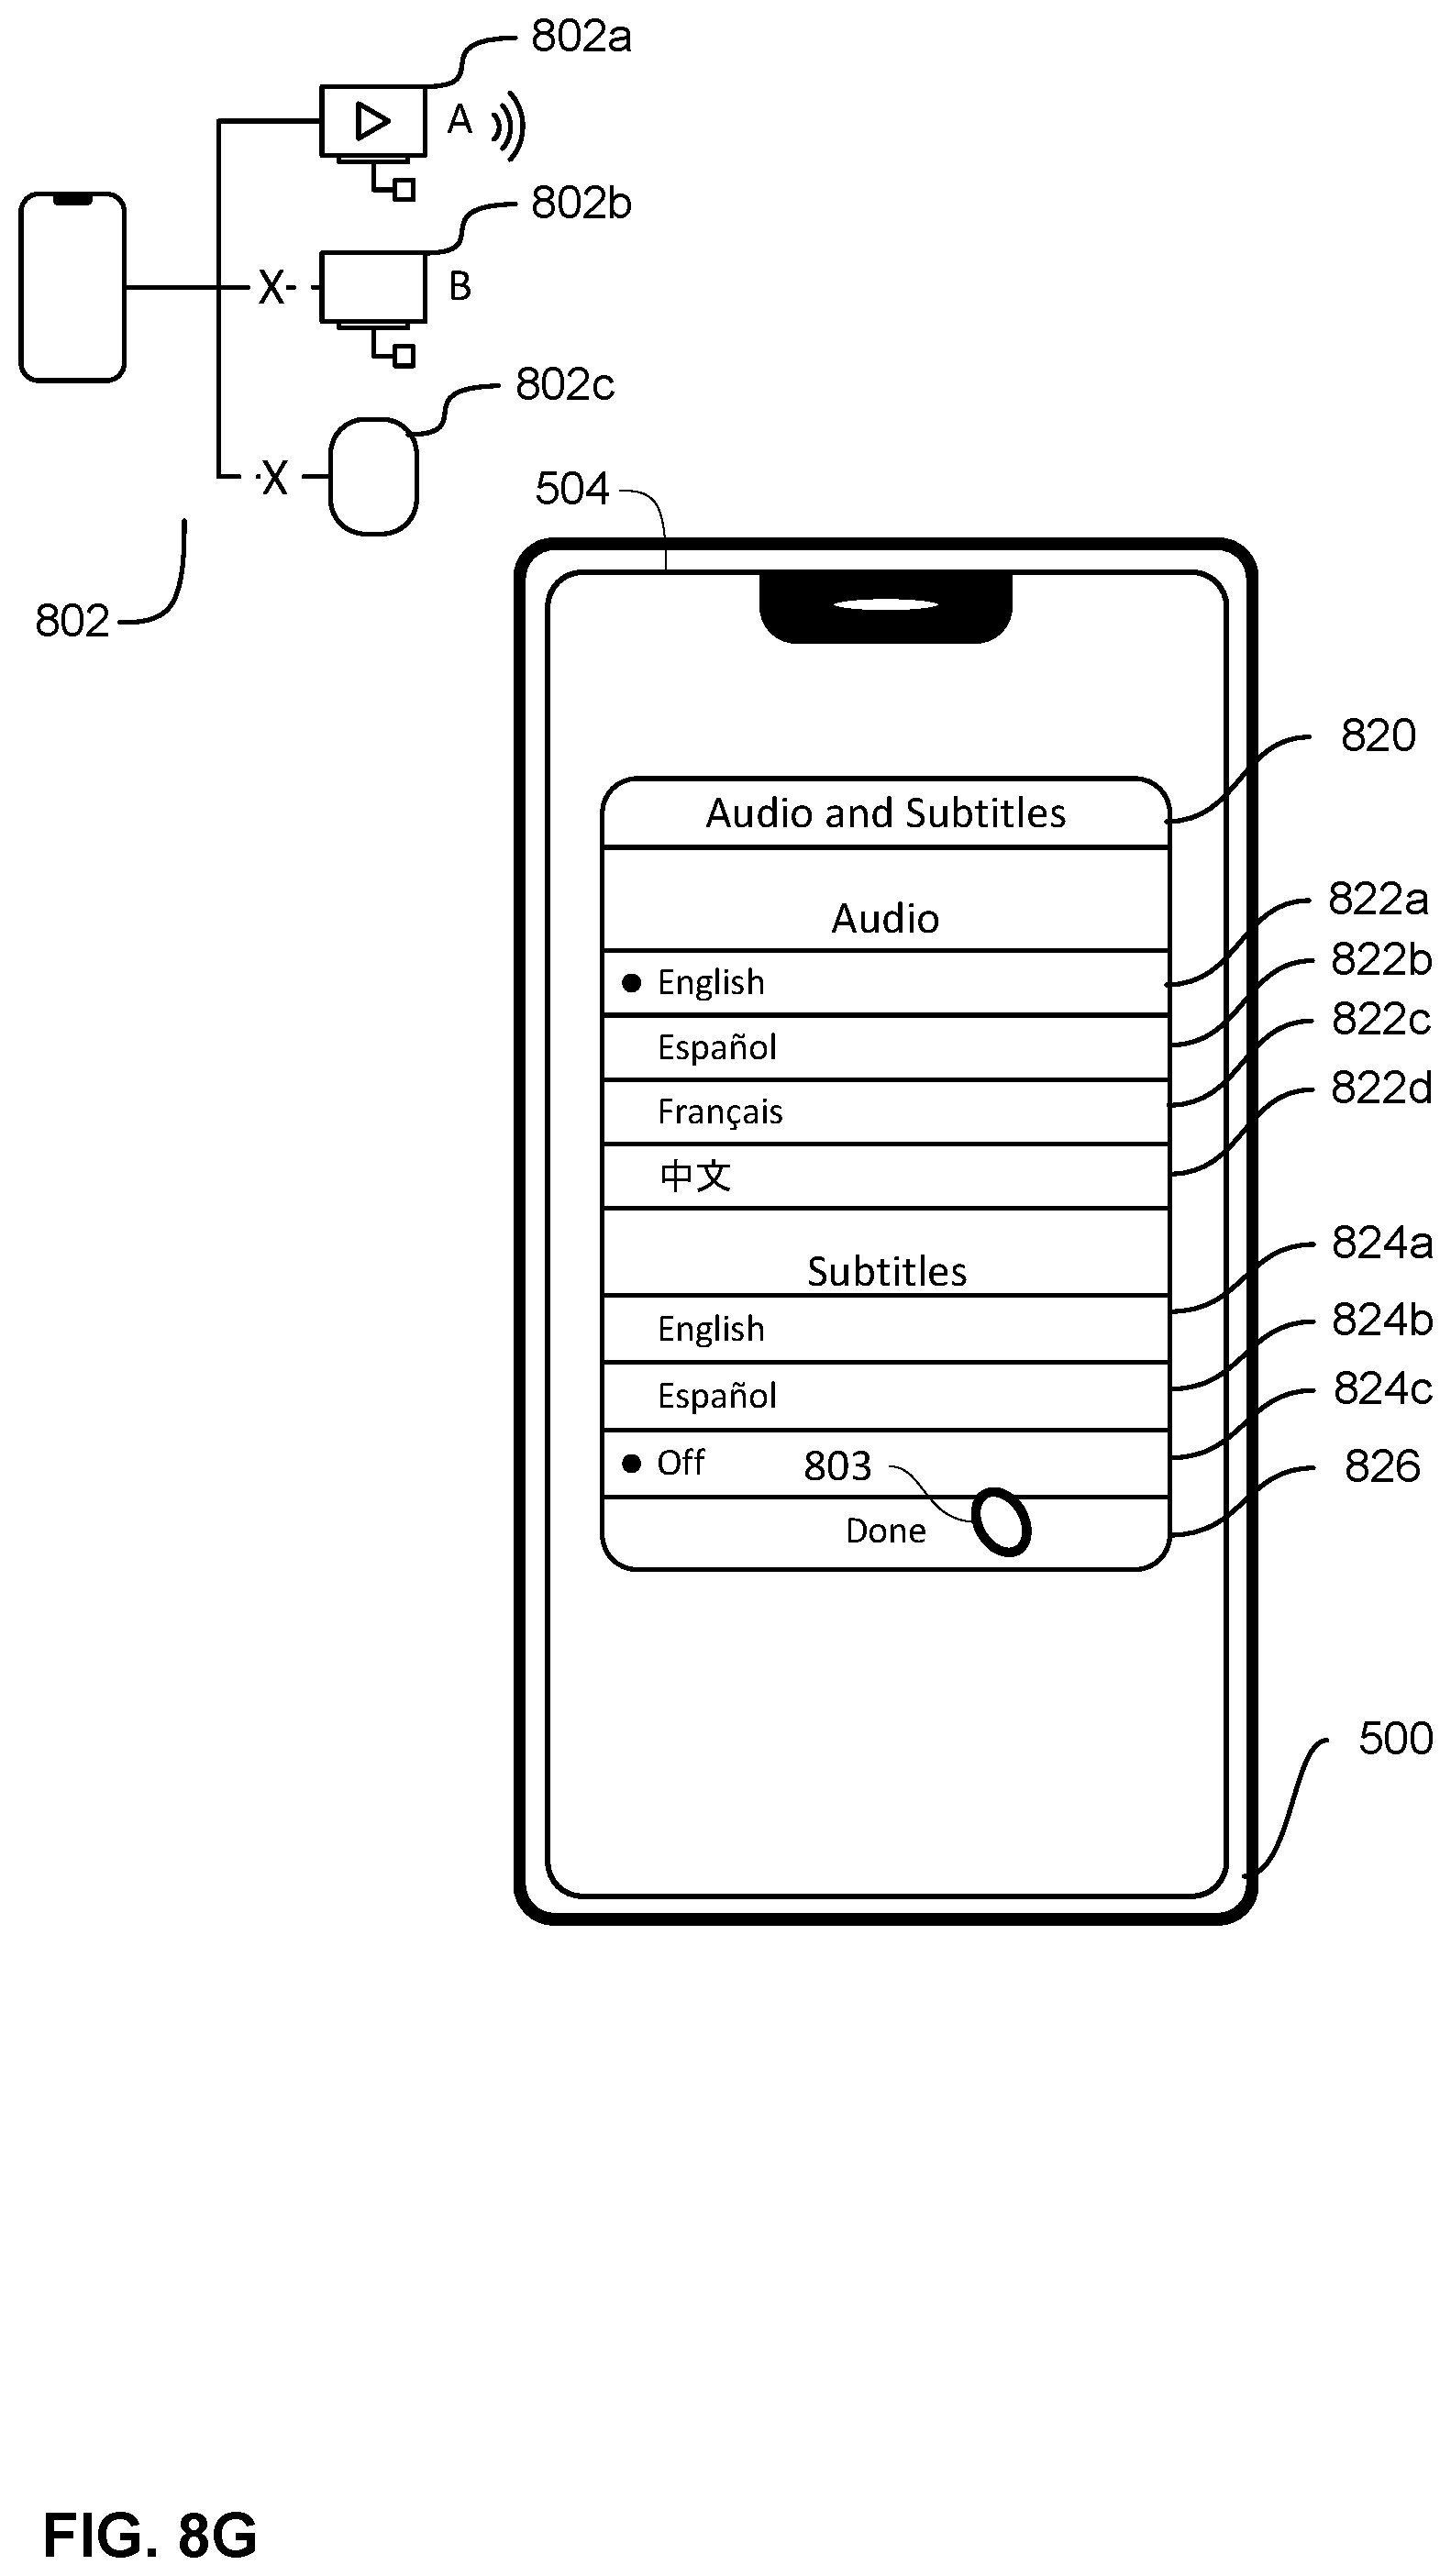 802a
A
802b
X
B
802c
X
504
802
820
Audio and Subtitles
Audio
822a
English
822b
Español
822c
Français
822d
中文
824a
Subtitles
English
824b
Español
824c
Off
803
826
Done
500
FIG. 8G